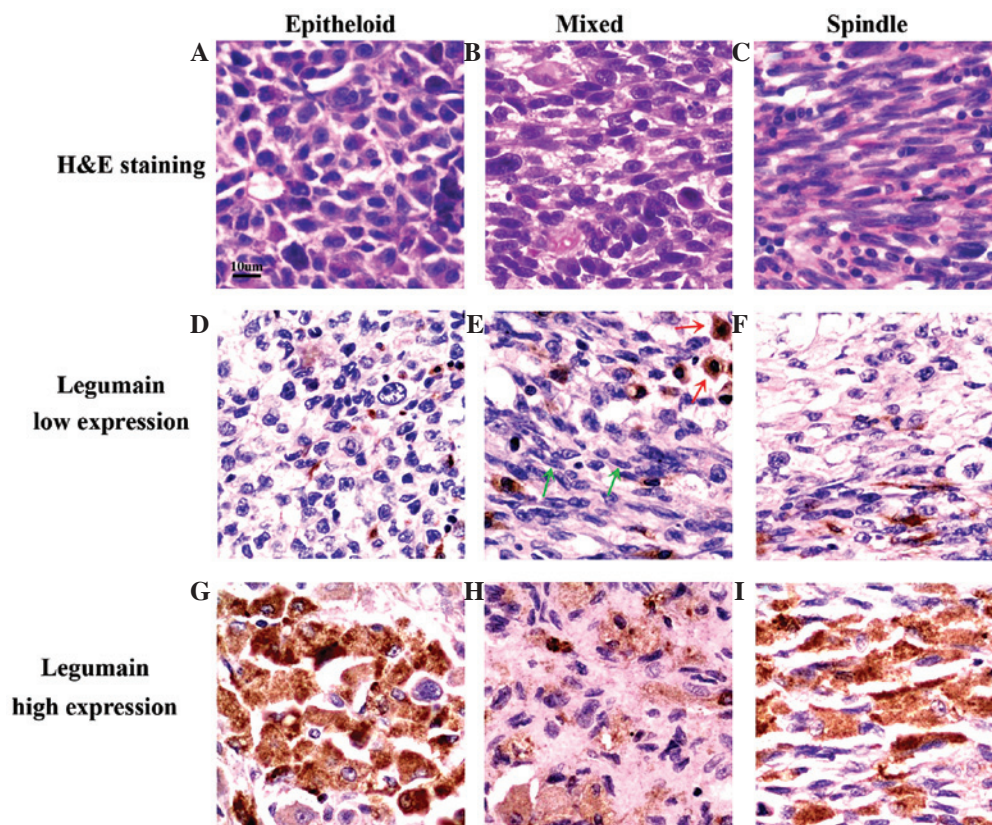 Epitheloid Mixed Spindle
A B C
H&E staining
10um
D E F
Legumain
low expression
G H I
Legumain
high expression